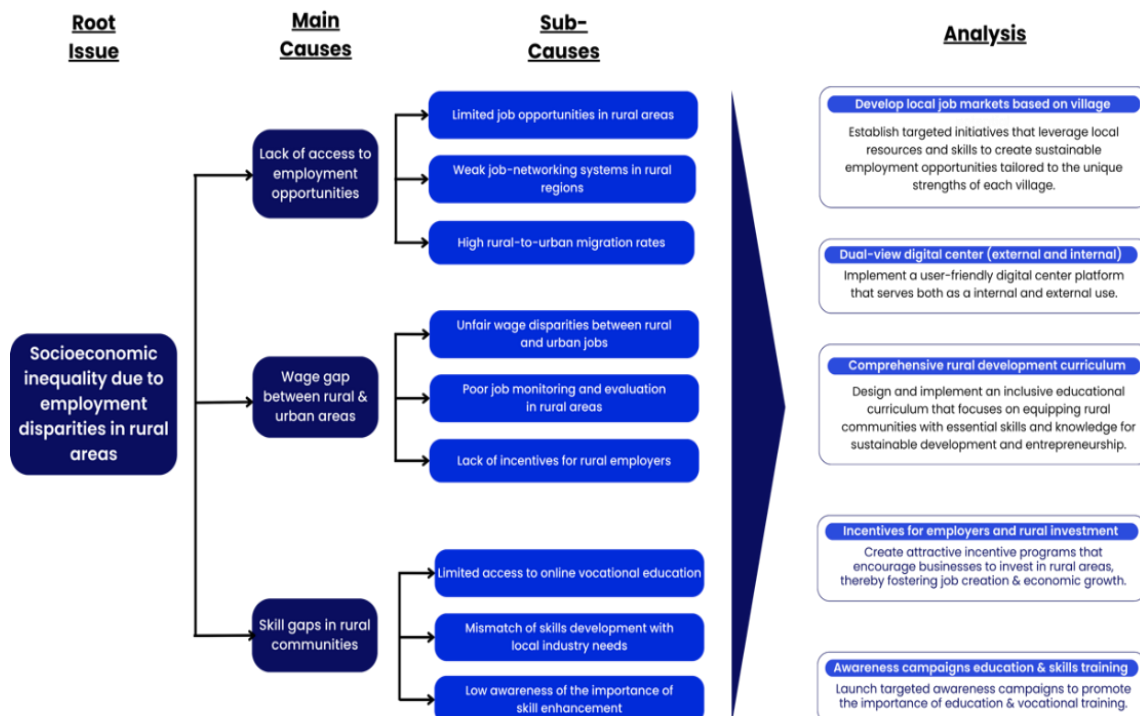 Root
Issue
Main
Causes
Sub-
Causes
Analysis
Socioeconomic
inequality due to
employment
disparities in rural
areas
Lack of access to
employment
opportunities
Limited job opportunities in rural areas
Weak job-networking systems in rural
regions
High rural-to-urban migration rates
Wage gap
between rural &
urban areas
Unfair wage disparities between rural
and urban jobs
Poor job monitoring and evaluation
in rural areas
Lack of incentives for rural employers
Skill gaps in rural
communities
Limited access to online vocational education
Mismatch of skills development with
local industry needs
Low awareness of the importance of
skill enhancement
Develop local job markets based on village
Establish targeted initiatives that leverage local
resources and skills to create sustainable
employment opportunities tailored to the unique
strengths of each village.
Dual-view digital center (external and internal)
Implement a user-friendly digital center platform
that serves both as a internal and external use.
Comprehensive rural development curriculum
Design and implement an inclusive educational
curriculum that focuses on equipping rural
communities with essential skills and knowledge for
sustainable development and entrepreneurship.
Incentives for employers and rural investment
Create attractive incentive programs that
encourage businesses to invest in rural areas,
thereby fostering job creation & economic growth.
Awareness campaigns education & skills training
Launch targeted awareness campaigns to promote
the importance of education & vocational training.